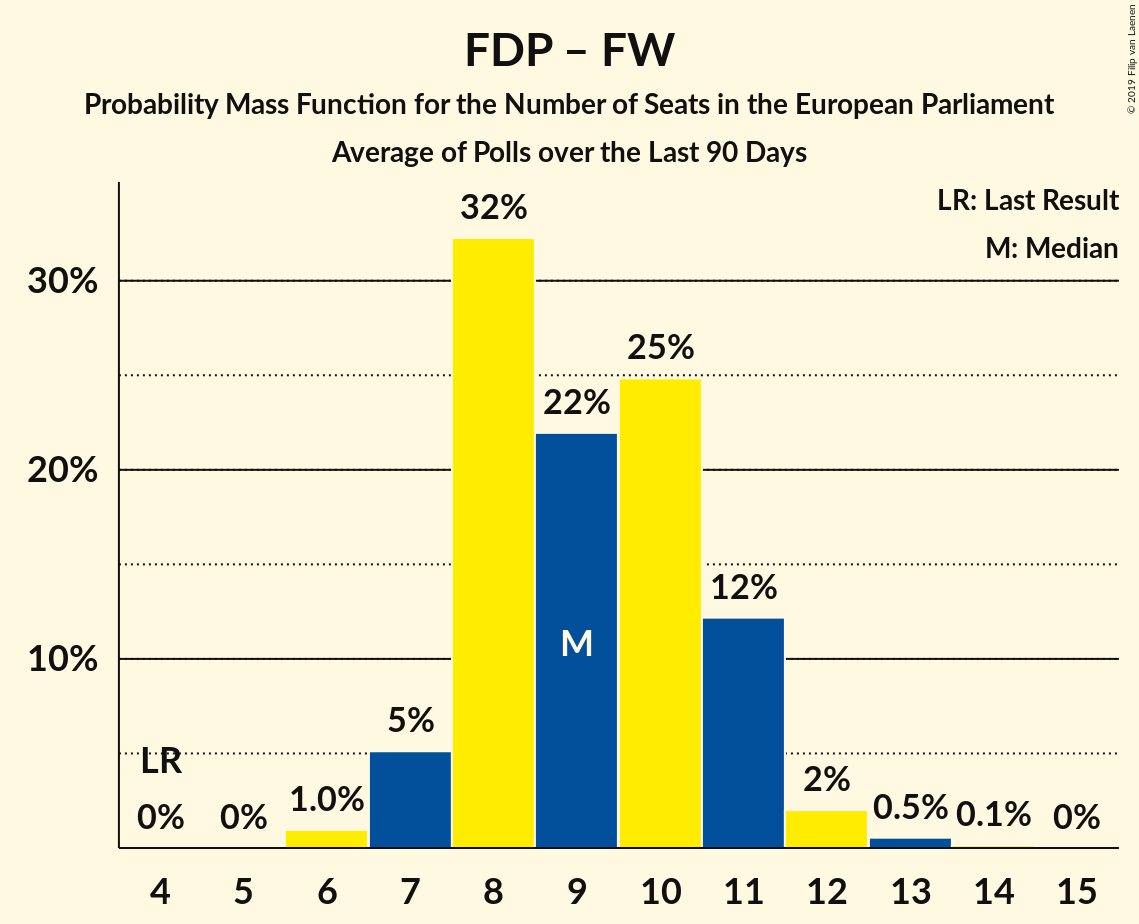 FDP – FW
Probability Mass Function for the Number of Seats in the European Parliament
Average of Polls over the Last 90 Days
© 2019 Filip van Laenen
LR: Last Result
M: Median
30%
20%
10%
LR
0%
0%
1.0%
5%
32%
22%
M
25%
12%
2%
0.5%
0.1%
0%
4 5 6 7 8 9 10 11 12 13 14 15